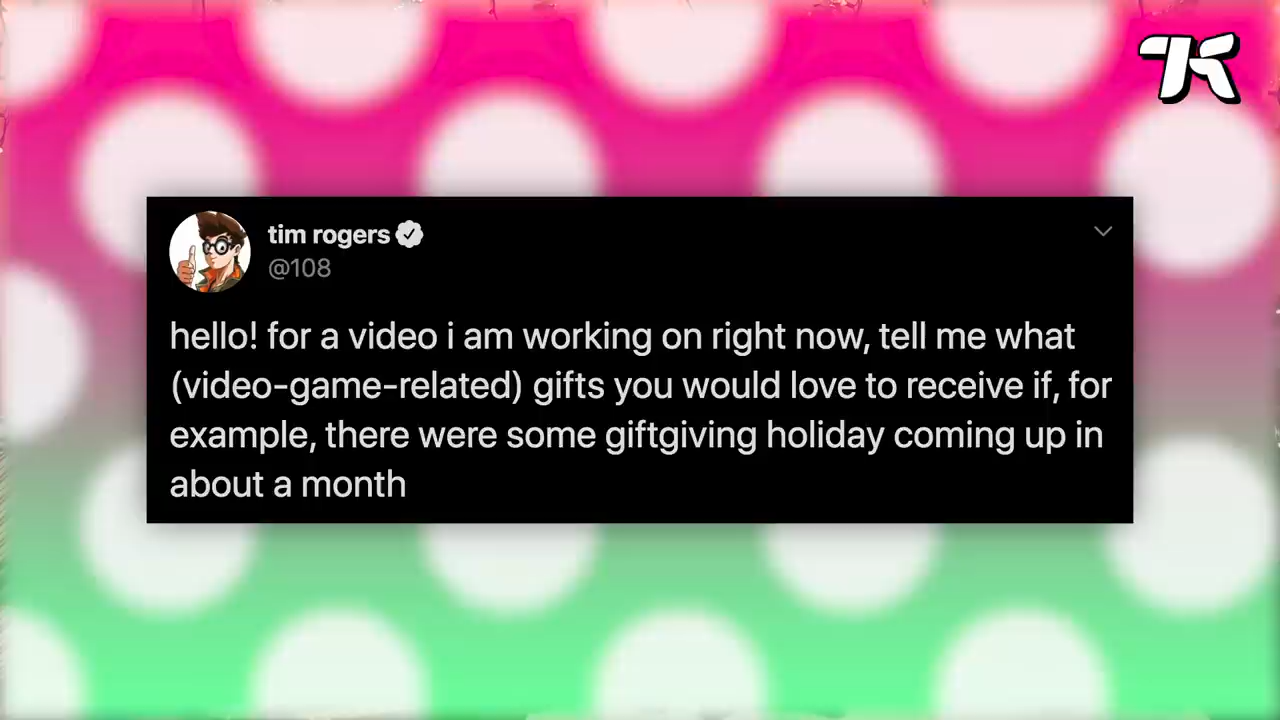 TK
tim rogers
@108
hello! for a video i am working on right now, tell me what
(video-game-related) gifts you would love to receive if, for
example, there were some giftgiving holiday coming up in
about a month